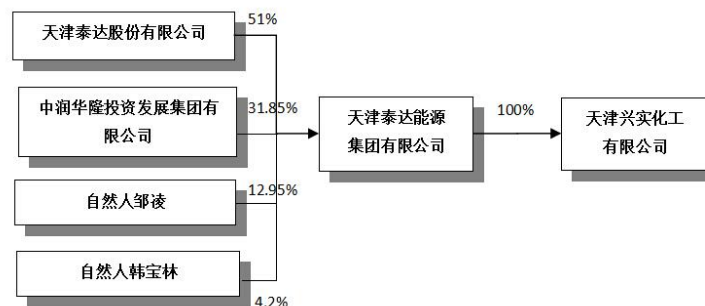 天津泰达股份有限公司
51%
中润华隆投资发展集团有
限公司
31.85%
自然人邹凌
12.95%
自然人韩宝林
4.2%
天津泰达能源
集团有限公司
100%
天津兴实化工
有限公司